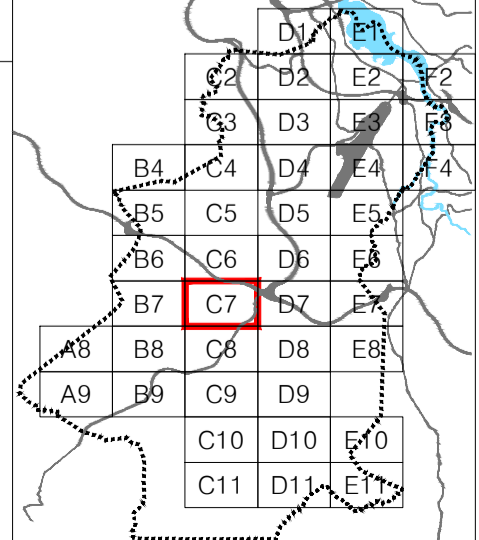 D1 E1
C2 D2 E2 F2
C3 D3 E3 F3
B4 C4 D4 E4 F4
B5 C5 D5 E5
B6 C6 D6 E6
B7 C7 D7 E7
A8 B8 C8 D8 E8
A9 B9 C9 D9
C10 D10 E10
C11 D11 E11